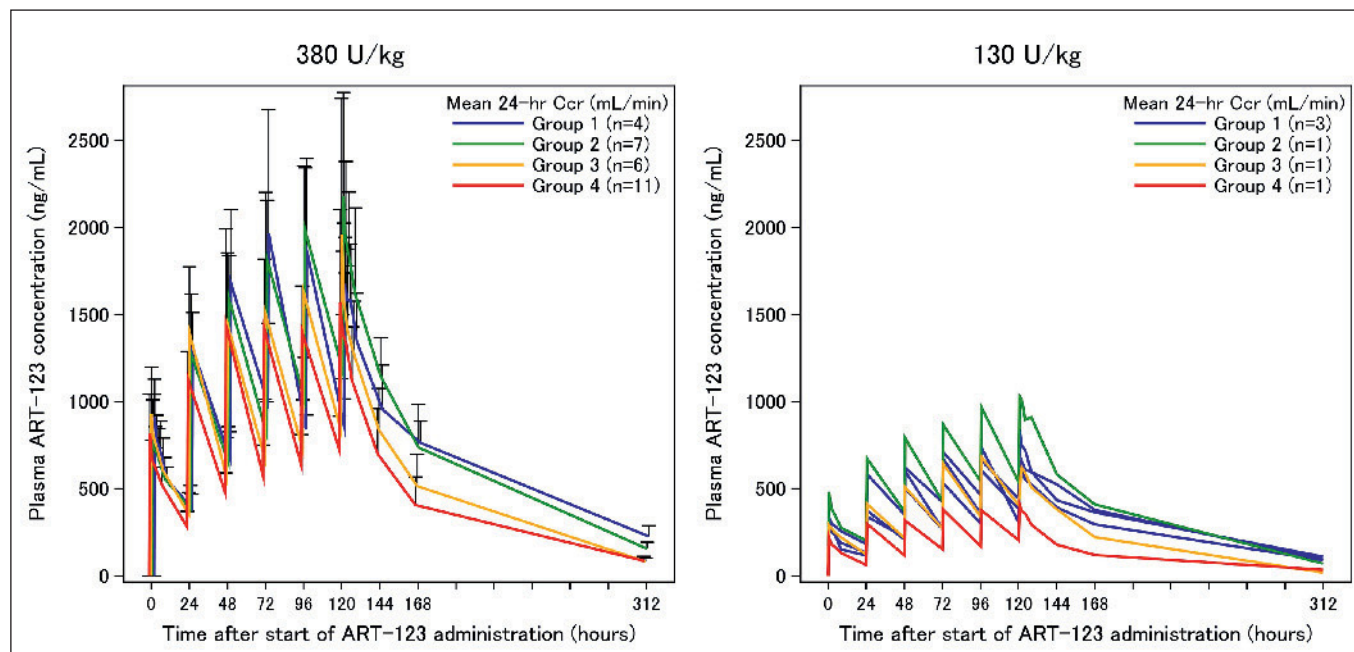 380 U/kg
Mean 24-hr Ccr (mL/min)
Group 1 (n=4)
Group 2 (n=7)
Group 3 (n=6)
Group 4 (n=11)
Plasma ART-123 concentration (ng/mL)
2500
2000
1500
1000
500
0
0 24 48 72 96 120 144 168 312
Time after start of ART-123 administration (hours)
130 U/kg
Mean 24-hr Ccr (mL/min)
Group 1 (n=3)
Group 2 (n=1)
Group 3 (n=1)
Group 4 (n=1)
Plasma ART-123 concentration (ng/mL)
2500
2000
1500
1000
500
0
0 24 48 72 96 120 144 168 312
Time after start of ART-123 administration (hours)